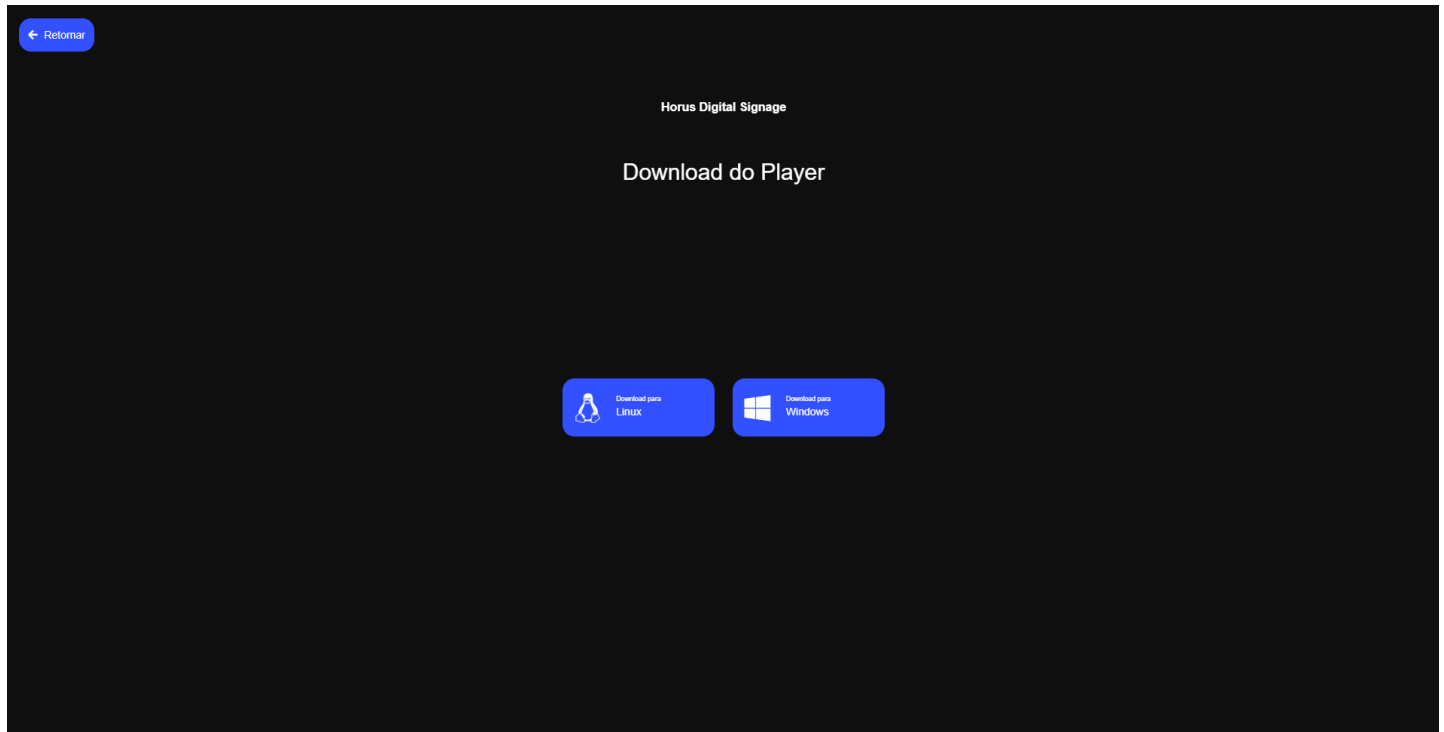 Retornar
Horus Digital Signage
Download do Player
Download para
Linux
Download para
Windows